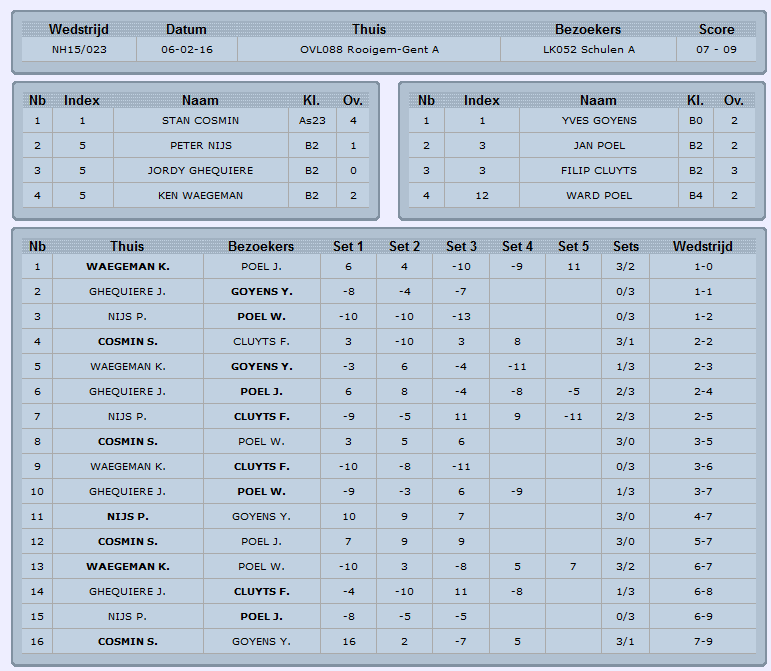 Wedstrijd Datum Thuis Bezoekers Score
NH15/023 06-02-16 OVL088 Rooigem-Gent A LK052 Schulen A 07 - 09
Nb Index Naam Kl. Ov.
1 1 STAN COSMIN As23 4
2 5 PETER NIJS B2 1
3 5 JORDY GHEQUIERE B2 0
4 5 KEN WAEGEMAN B2 2
Nb Index Naam Kl. Ov.
1 1 YVES GOYENS B0 2
2 3 JAN POEL B2 2
3 3 FILIP CLUYTS B2 3
4 12 WARD POEL B4 2
Nb Thuis Bezoekers Set 1 Set 2 Set 3 Set 4 Set 5 Sets Wedstrijd
1 WAEGEMAN K. POEL J. 6 4 -10 -9 11 3/2 1-0
2 GHEQUIERE J. GOYENS Y. -8 -4 -7 0/3 1-1
3 NIJS P. POEL W. -10 -10 -13 0/3 1-2
4 COSMIN S. CLUYTS F. 3 -10 3 8 3/1 2-2
5 WAEGEMAN K. GOYENS Y. -3 6 -4 -11 1/3 2-3
6 GHEQUIERE J. POEL J. 6 8 -4 -8 -5 2/3 2-4
7 NIJS P. CLUYTS F. -9 -5 11 9 -11 2/3 2-5
8 COSMIN S. POEL W. 3 5 6 3/0 3-5
9 WAEGEMAN K. CLUYTS F. -10 -8 -11 0/3 3-6
10 GHEQUIERE J. POEL W. -9 -3 6 -9 1/3 3-7
11 NIJS P. GOYENS Y. 10 9 7 3/0 4-7
12 COSMIN S. POEL J. 7 9 9 3/0 5-7
13 WAEGEMAN K. POEL W. -10 3 -8 5 7 3/2 6-7
14 GHEQUIERE J. CLUYTS F. -4 -10 11 -8 1/3 6-8
15 NIJS P. POEL J. -8 -5 -5 0/3 6-9
16 COSMIN S. GOYENS Y. 16 2 -7 5 3/1 7-9